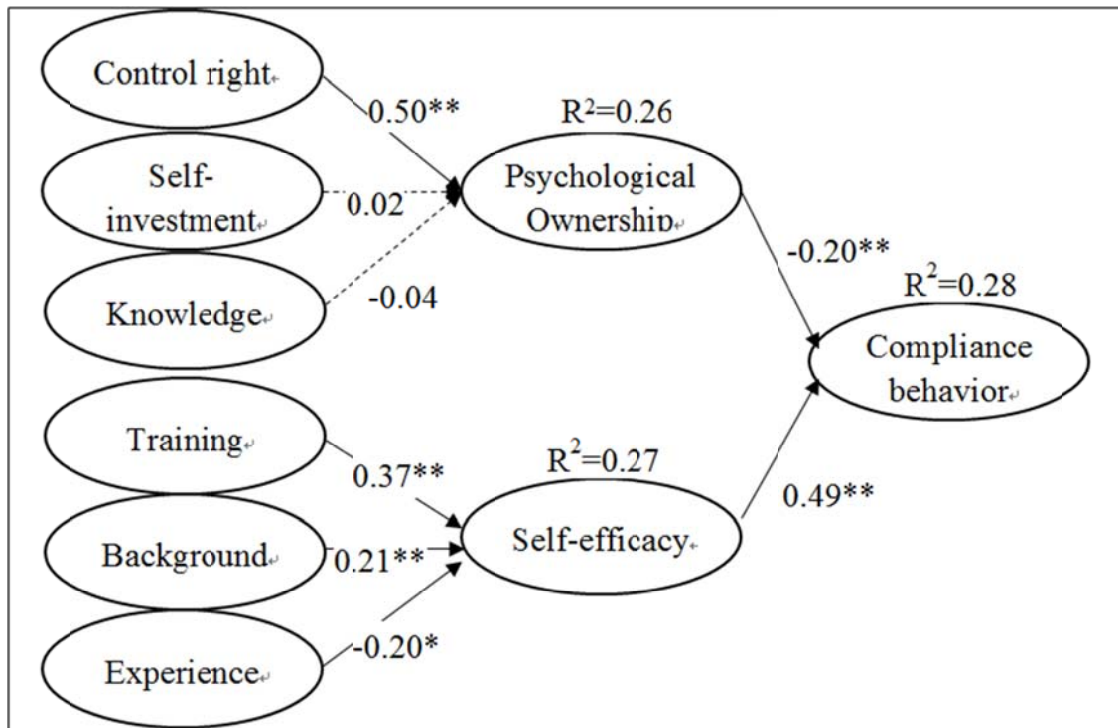 Control right
0.50**
R²=0.26
Self-
investment
0.02
Psychological
Ownership
-0.20**
Knowledge
-0.04
R²=0.28
Compliance
behavior
Training
0.37**
R²=0.27
0.49**
Background
0.21**
Self-efficacy
Experience
-0.20*